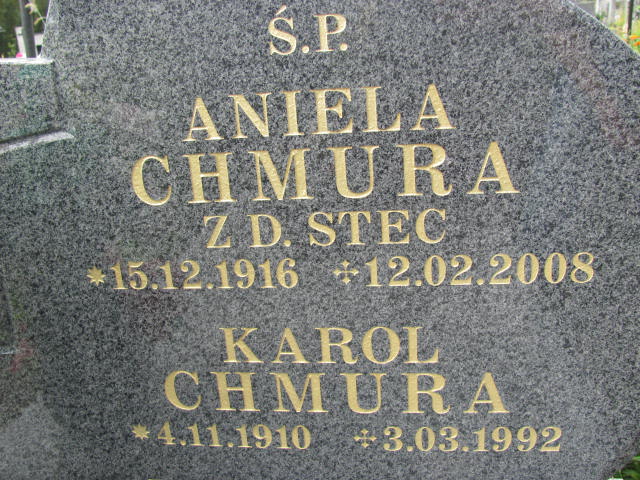 Ś.P.
ANIELA
CHMURA
Z D. STEC
*15.12.1916 ✢12.02.2008
KAROL
CHMURA
*4.11.1910 ✢3.03.1992